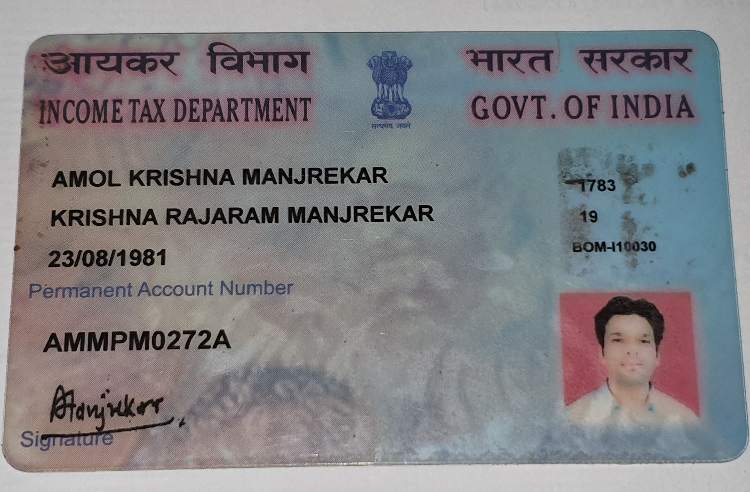 आयकर विभाग
भारत सरकार
INCOME TAX DEPARTMENT
GOVT. OF INDIA
सत्यमेव जयते
AMOL KRISHNA MANJREKAR
KRISHNA RAJARAM MANJREKAR
23/08/1981
1783
19
BOM-I10030
Permanent Account Number
AMMPM0272A
AManjrekar
Signature